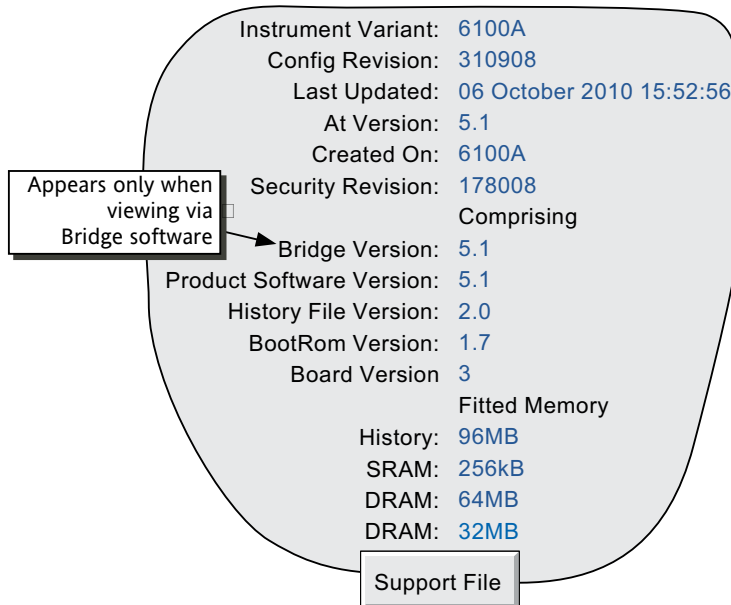 Instrument Variant: 6100A
Config Revision: 310908
Last Updated: 06 October 2010 15:52:56
At Version: 5.1
Created On: 6100A
Security Revision: 178008
Comprising
Appears only when
viewing via
Bridge software
Bridge Version: 5.1
Product Software Version: 5.1
History File Version: 2.0
BootRom Version: 1.7
Board Version 3
Fitted Memory
History: 96MB
SRAM: 256kB
DRAM: 64MB
DRAM: 32MB
Support File